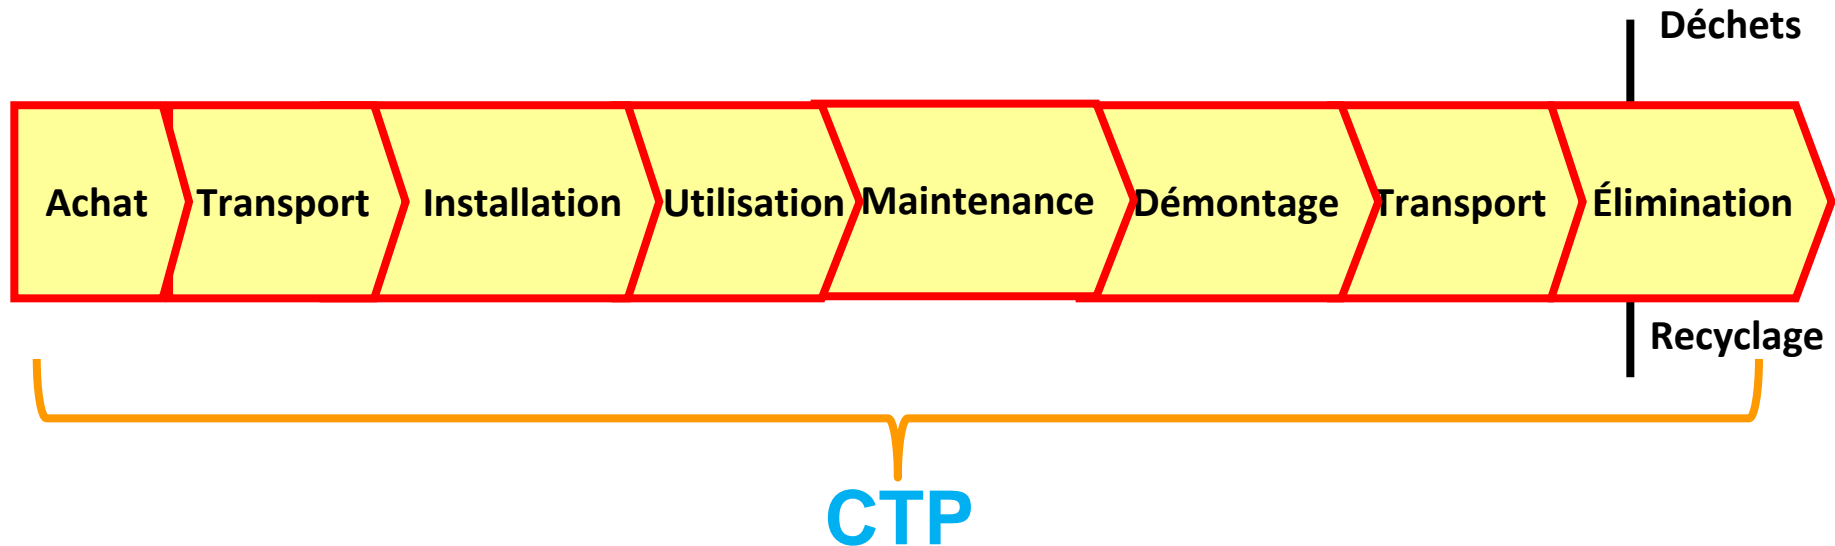 Déchets
Achat Transport Installation Utilisation Maintenance Démontage Transport Élimination
Recyclage
CTP